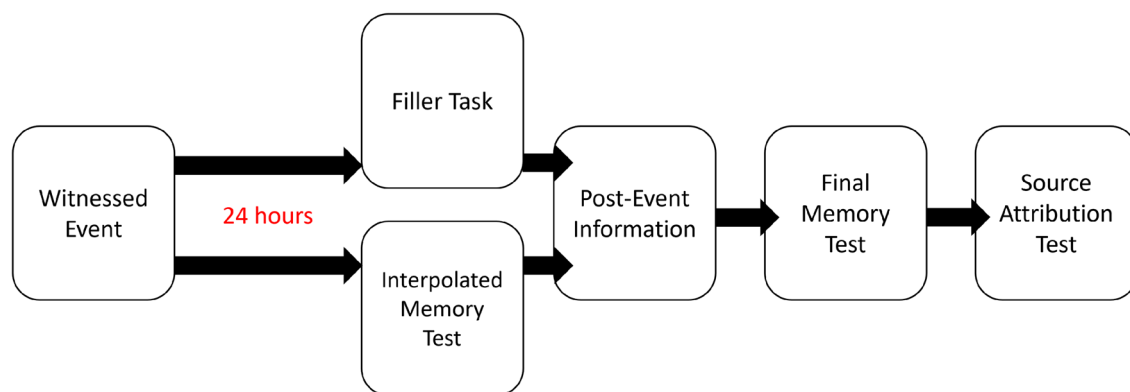 Witnessed
Event
24 hours
Filler Task
Interpolated
Memory
Test
Post-Event
Information
Final
Memory
Test
Source
Attribution
Test